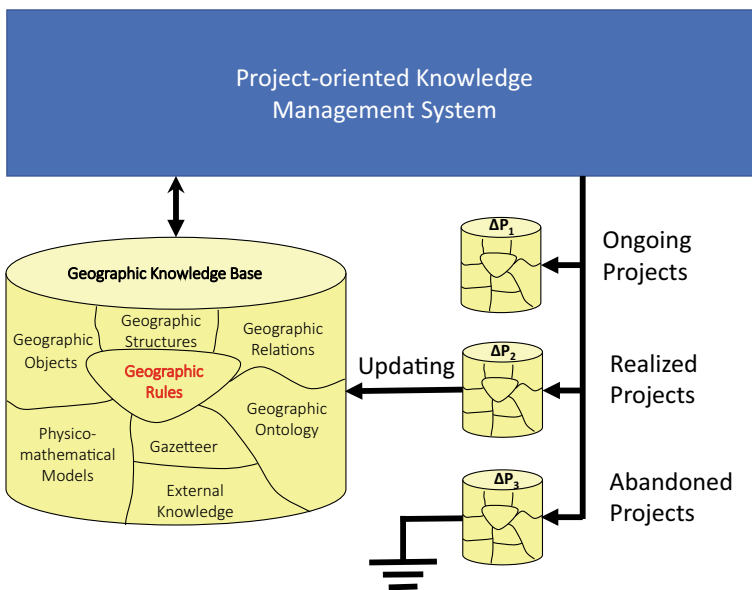 Project-oriented Knowledge
Management System
Geographic Knowledge Base
Geographic
Objects
Geographic
Structures
Geographic
Relations
Geographic
Rules
Physico-
mathematical
Models
Gazetteer
Geographic
Ontology
External
Knowledge
Updating
ΔP₁
Ongoing
Projects
ΔP₂
Realized
Projects
ΔP₃
Abandoned
Projects